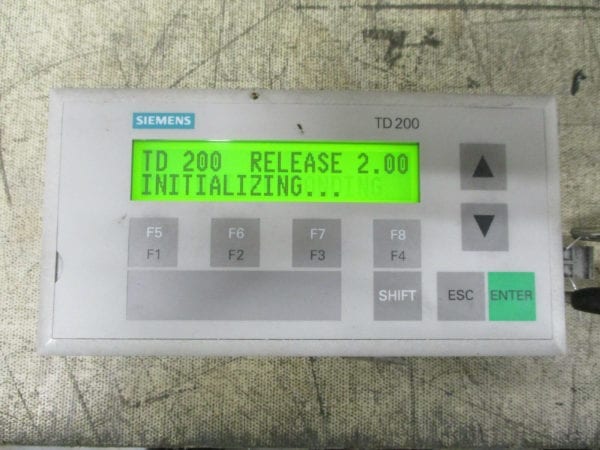 SIEMENS
TD 200
TD 200 RELEASE 2.00
INITIALIZING...
F5 F6 F7 F8
F1 F2 F3 F4
SHIFT ESC ENTER